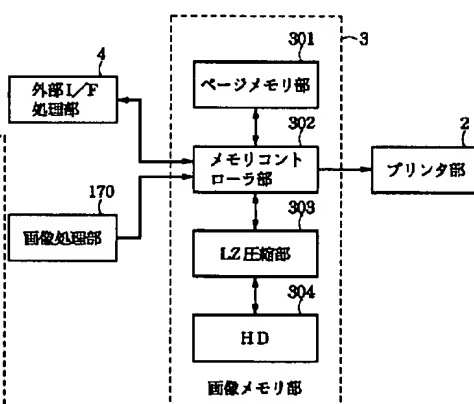 301
3
4
外部I/F
処理部
ページメモリ部
302
2
メモリコント
ローラ部
プリンタ部
170
303
画像処理部
LZ圧縮部
304
HD
画像メモリ部